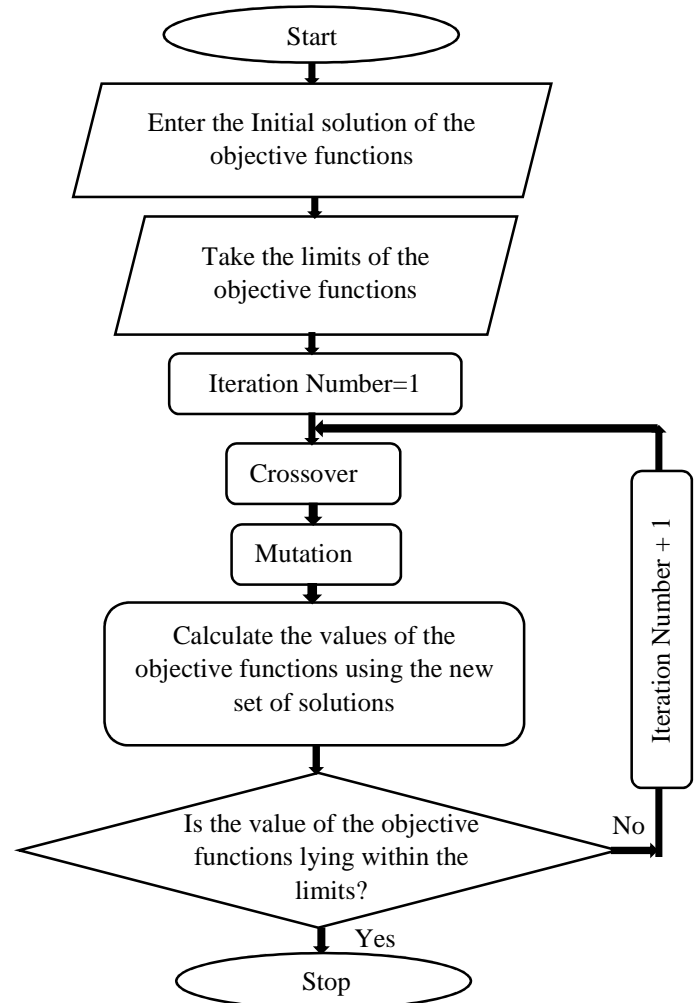 Start
Enter the Initial solution of the
objective functions
Take the limits of the
objective functions
Iteration Number=1
Crossover
Mutation
Calculate the values of the
objective functions using the new
set of solutions
Iteration Number + 1
Is the value of the objective
functions lying within the
limits?
No
Yes
Stop